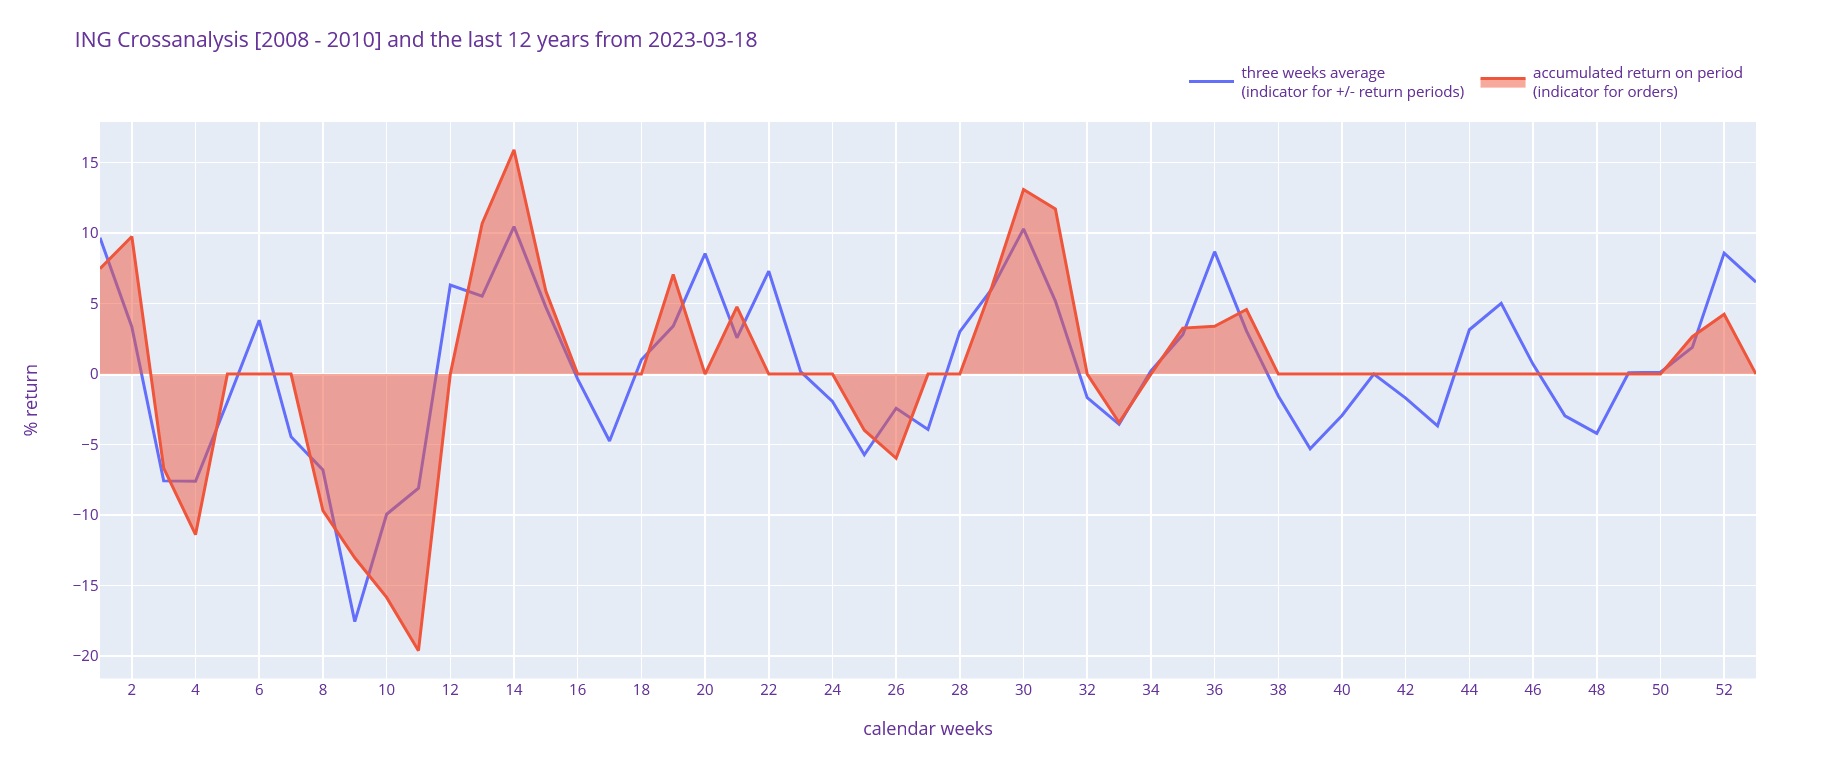 ING Crossanalysis [2008 - 2010] and the last 12 years from 2023-03-18
three weeks average
(indicator for +/- return periods)
accumulated return on period
(indicator for orders)
15
10
5
0
−5
−10
−15
−20
% return
2 4 6 8 10 12 14 16 18 20 22 24 26 28 30 32 34 36 38 40 42 44 46 48 50 52
calendar weeks